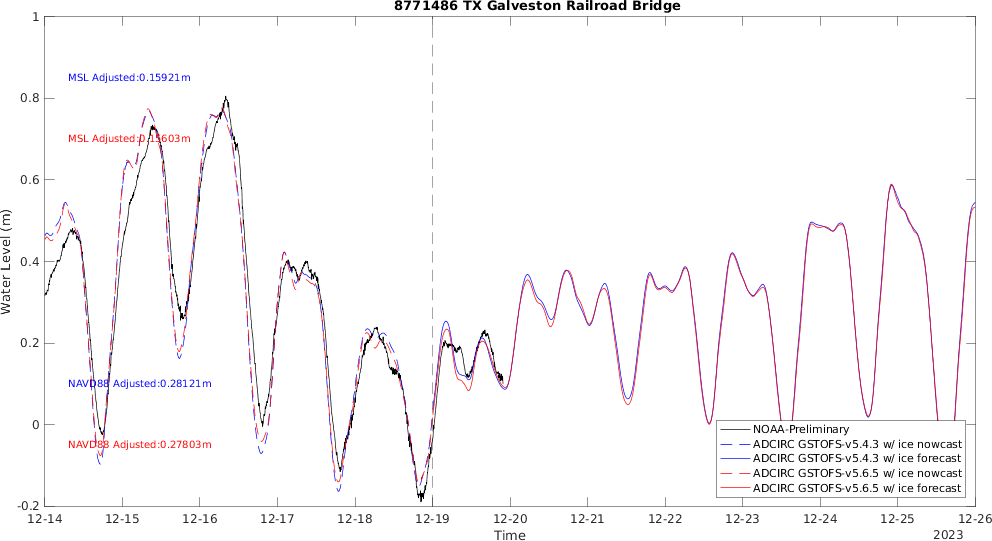 8771486 TX Galveston Railroad Bridge
1
0.8
0.6
0.4
0.2
0
-0.2
Water Level (m)
MSL Adjusted:0.15921m
MSL Adjusted:0.15603m
NAVD88 Adjusted:0.28121m
NAVD88 Adjusted:0.27803m
NOAA-Preliminary
ADCIRC GSTOFS-v5.4.3 w/ ice nowcast
ADCIRC GSTOFS-v5.4.3 w/ ice forecast
ADCIRC GSTOFS-v5.6.5 w/ ice nowcast
ADCIRC GSTOFS-v5.6.5 w/ ice forecast
12-14 12-15 12-16 12-17 12-18 12-19 12-20 12-21 12-22 12-23 12-24 12-25 12-26
Time
2023